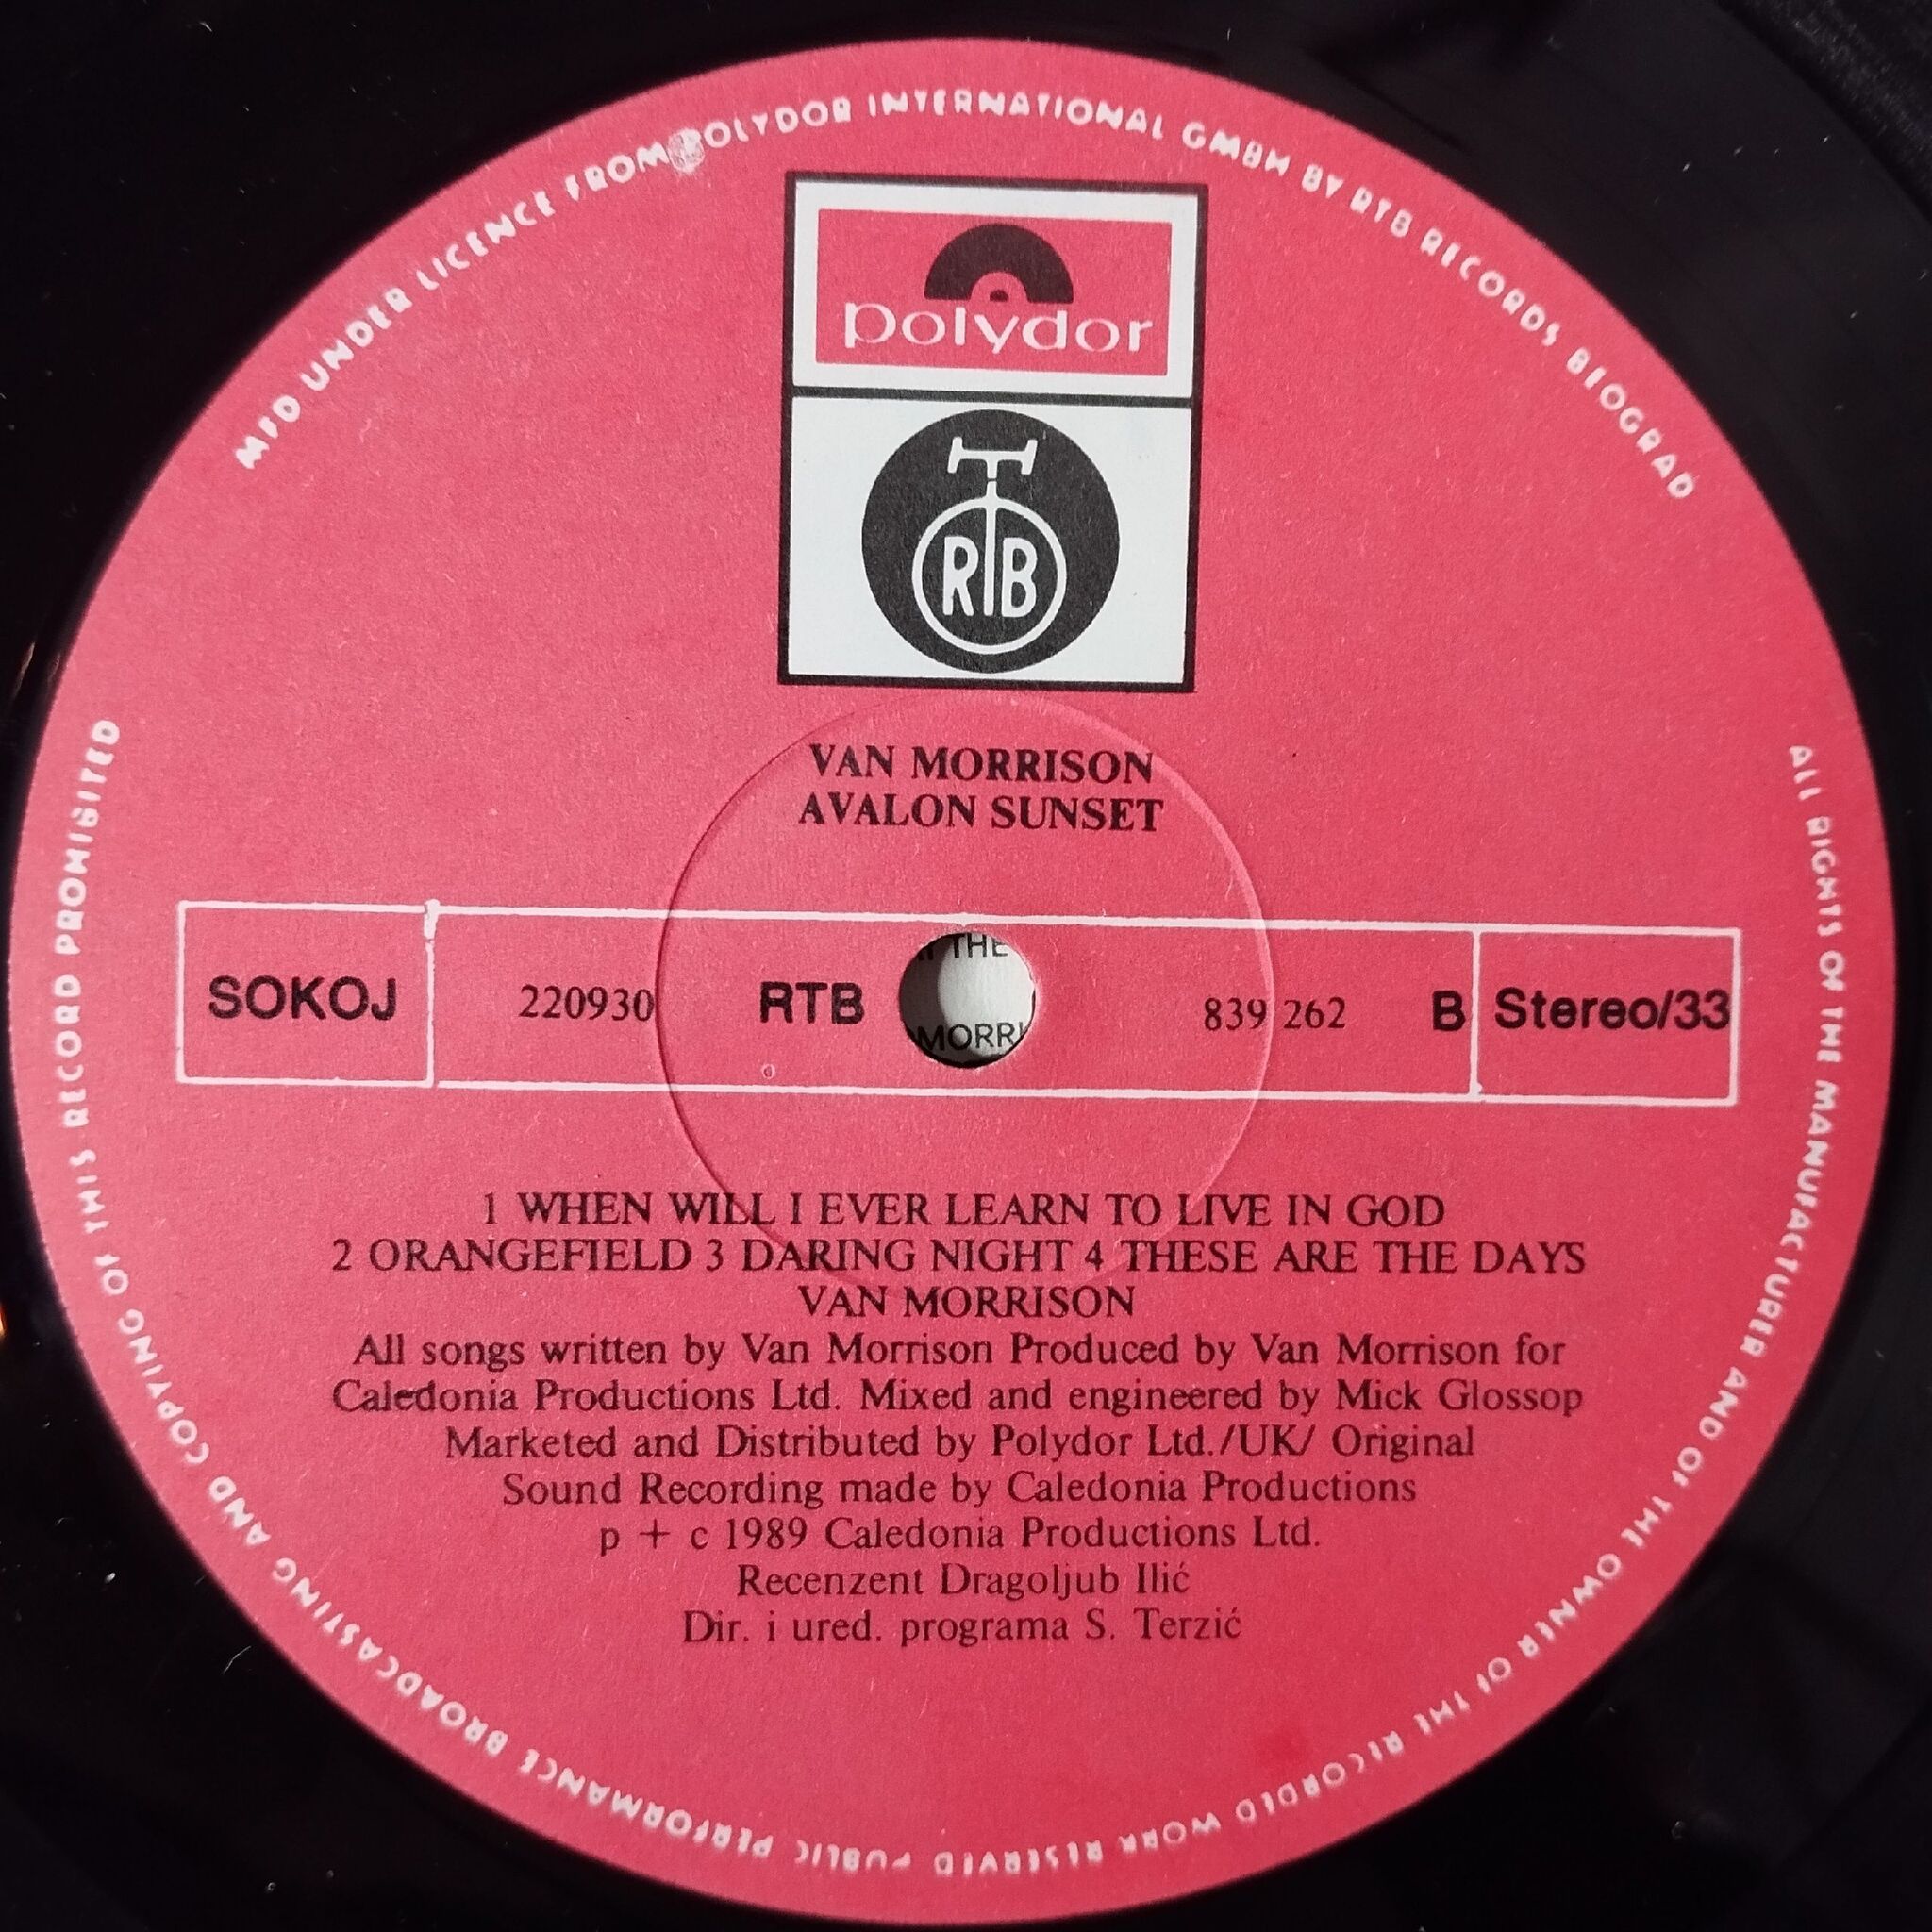 MFD UNDER LICENCE FROM POLYDOR INTERNATIONAL GMBH BY RTB RECORDS BEOGRAD
polydor
RTB
VAN MORRISON
AVALON SUNSET
SOKOJ 220930 RTB 839 262 B Stereo/33
THE
MORRI
1 WHEN WILL I EVER LEARN TO LIVE IN GOD
2 ORANGEFIELD 3 DARING NIGHT 4 THESE ARE THE DAYS
VAN MORRISON
All songs written by Van Morrison Produced by Van Morrison for
Caledonia Productions Ltd. Mixed and engineered by Mick Glossop
Marketed and Distributed by Polydor Ltd./UK/ Original
Sound Recording made by Caledonia Productions
p + c 1989 Caledonia Productions Ltd.
Recenzent Dragoljub Ilić
Dir. i ured. programa S. Terzić
ALL RIGHTS OF THE MANUFACTURER AND OF THE OWNER OF THE RECORDED WORK RESERVED PUBLIC PERFORMANCE BROADCASTING AND COPYING OF THIS RECORD PROHIBITED